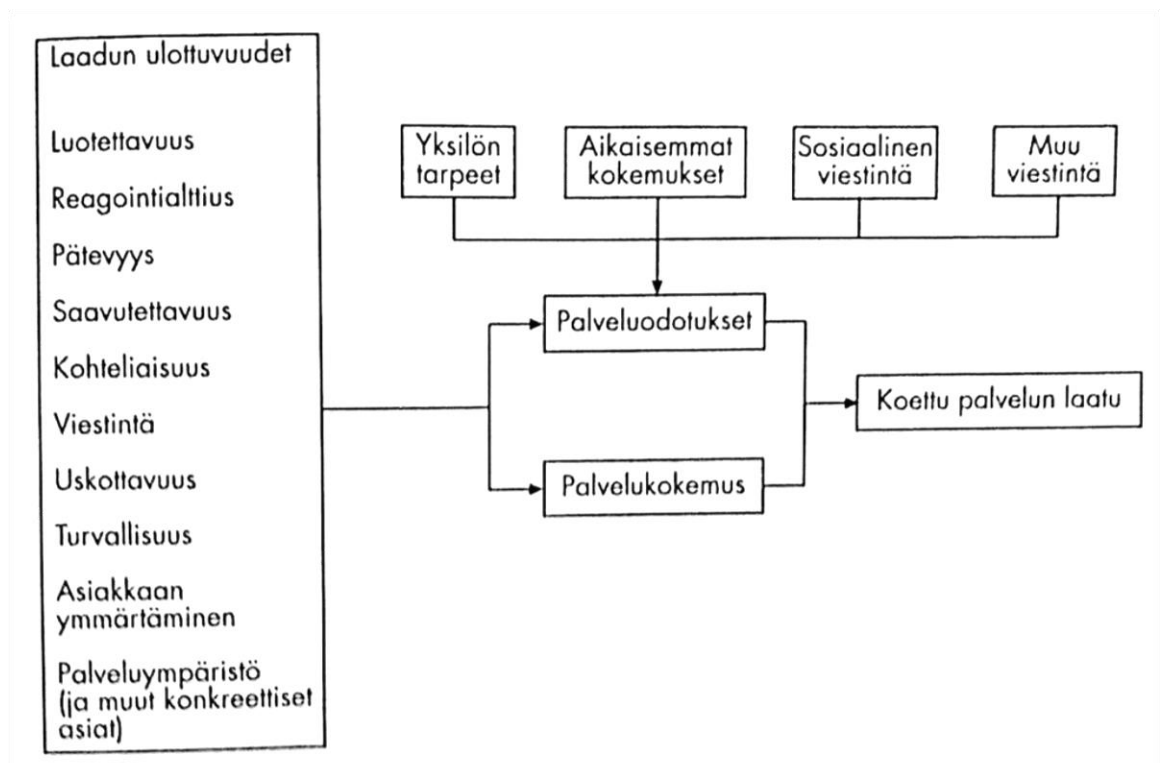 Laadun ulottuvuudet
Luotettavuus
Reagointialttius
Pätevyys
Saavutettavuus
Kohteliaisuus
Viestintä
Uskottavuus
Turvallisuus
Asiakkaan
ymmärtäminen
Palveluympäristö
(ja muut konkreettiset
asiat)
Yksilön
tarpeet
Aikaisemmat
kokemukset
Sosiaalinen
viestintä
Muu
viestintä
Palveluodotukset
Palvelukokemus
Koettu palvelun laatu